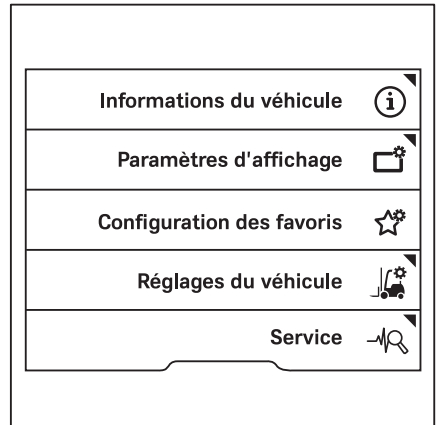 Informations du véhicule
Paramètres d'affichage
Configuration des favoris
Réglages du véhicule
Service